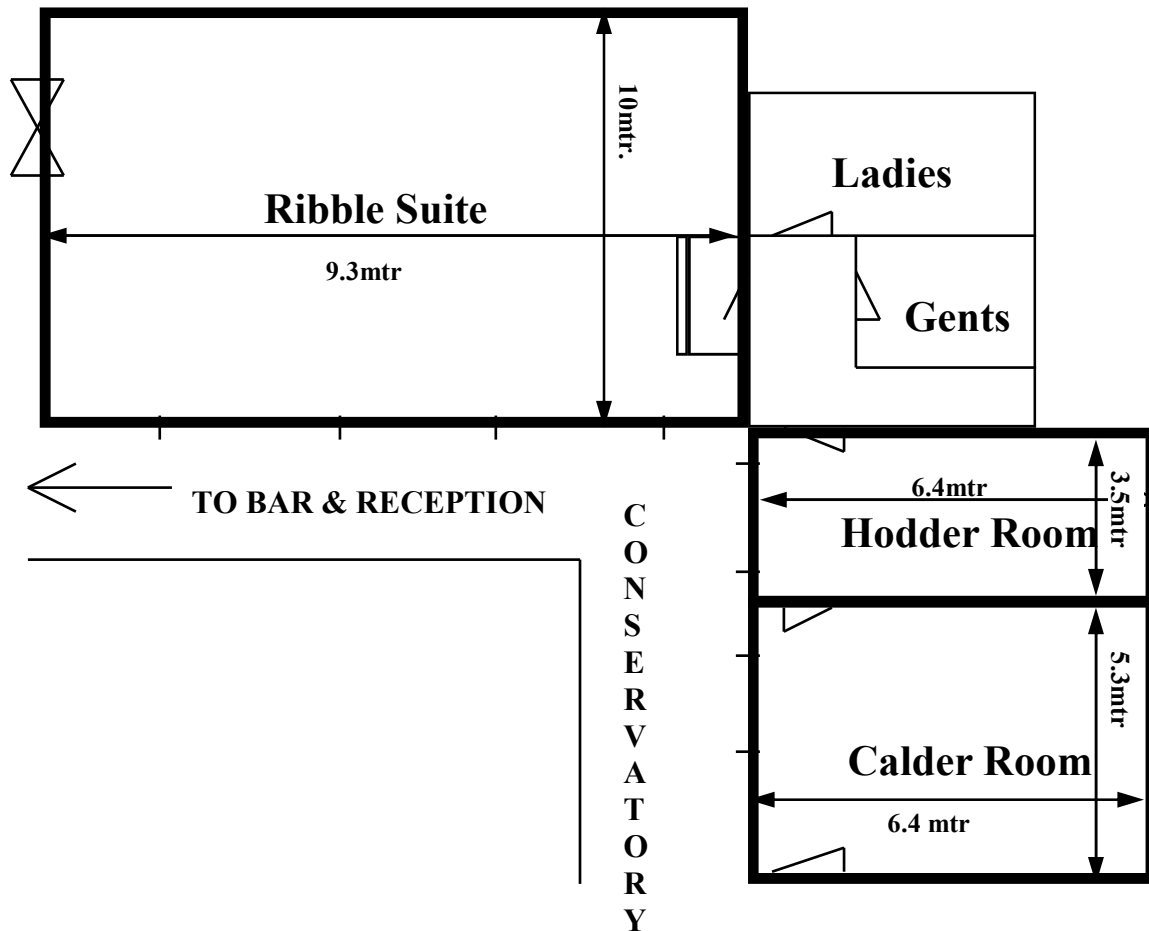 10mtr.
Ladies
Ribble Suite
9.3mtr
Gents
TO BAR & RECEPTION
CONSERVATORY
6.4mtr
3.5mtr
Hodder Room
5.3mtr
Calder Room
6.4 mtr